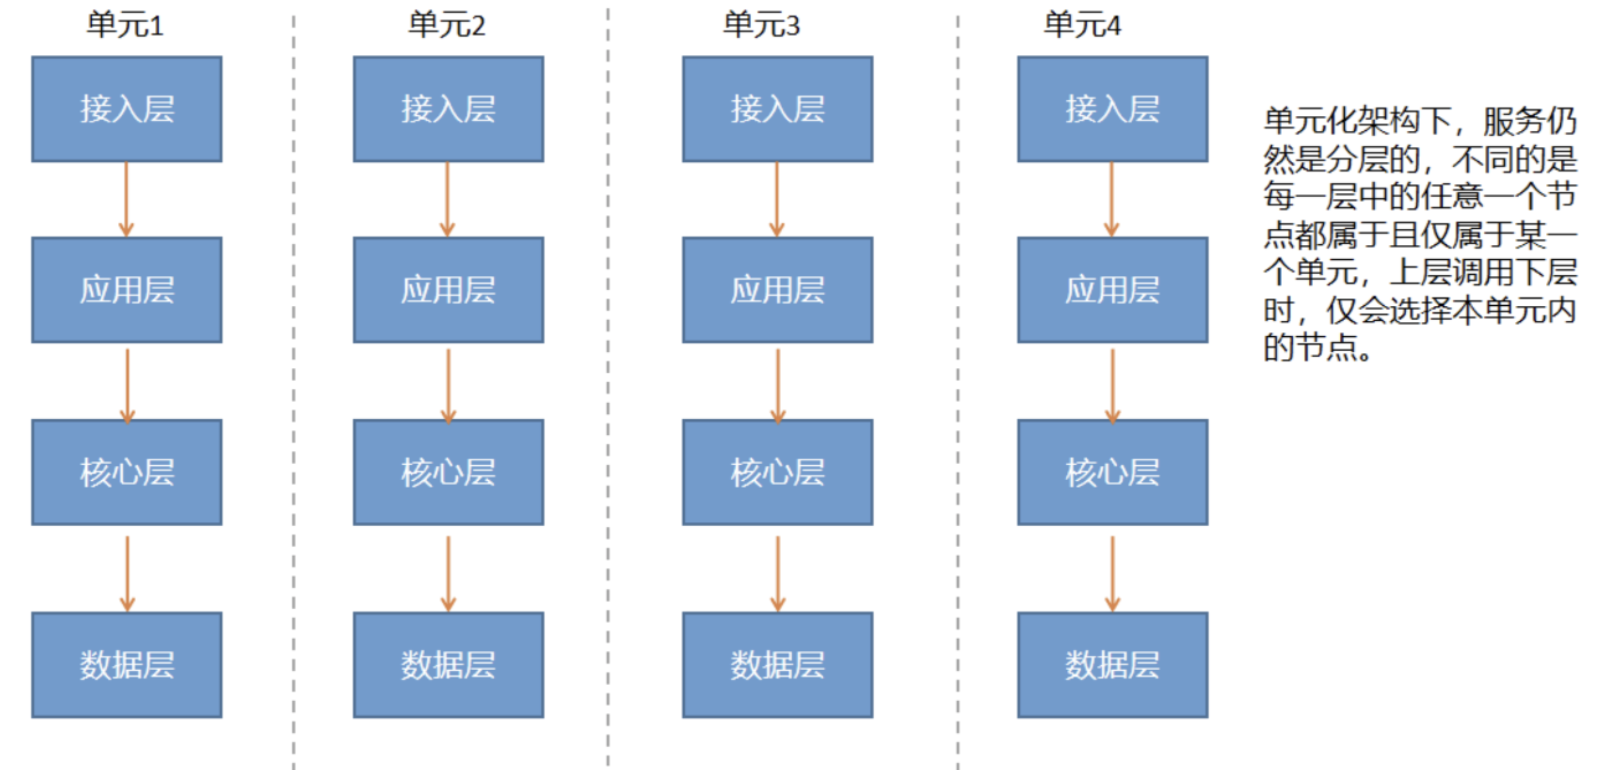 单元1
单元2
单元3
单元4
接入层
接入层
接入层
接入层
应用层
应用层
应用层
应用层
核心层
核心层
核心层
核心层
数据层
数据层
数据层
数据层
单元化架构下，服务仍
然是分层的，不同的是
每一层中的任意一个节
点都属于且仅属于某一
个单元，上层调用下层
时，仅会选择本单元内
的节点。